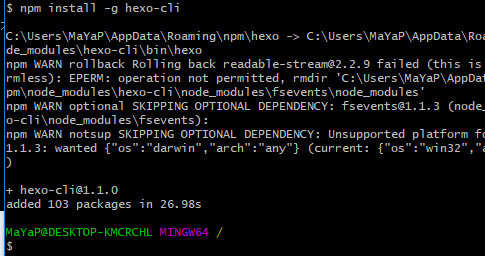 $ npm install -g hexo-cli
C:\Users\MaYaP\AppData\Roaming\npm\hexo -> C:\Users\MaYaP\AppData\Roa
de_modules\hexo-cli\bin\hexo
npm WARN rollback Rolling back readable-stream@2.2.9 failed (this is
rmless): EPERM: operation not permitted, rmdir 'C:\Users\MaYaP\AppDat
pm\node_modules\hexo-cli\node_modules\fsevents\node_modules'
npm WARN optional SKIPPING OPTIONAL DEPENDENCY: fsevents@1.1.3 (node_
o-cli\node_modules\fsevents):
npm WARN notsup SKIPPING OPTIONAL DEPENDENCY: Unsupported platform fo
1.1.3: wanted {"os":"darwin","arch":"any"} (current: {"os":"win32","a
)
+ hexo-cli@1.1.0
added 103 packages in 26.98s
MaYaP@DESKTOP-KMCRCHL MINGW64 /
$